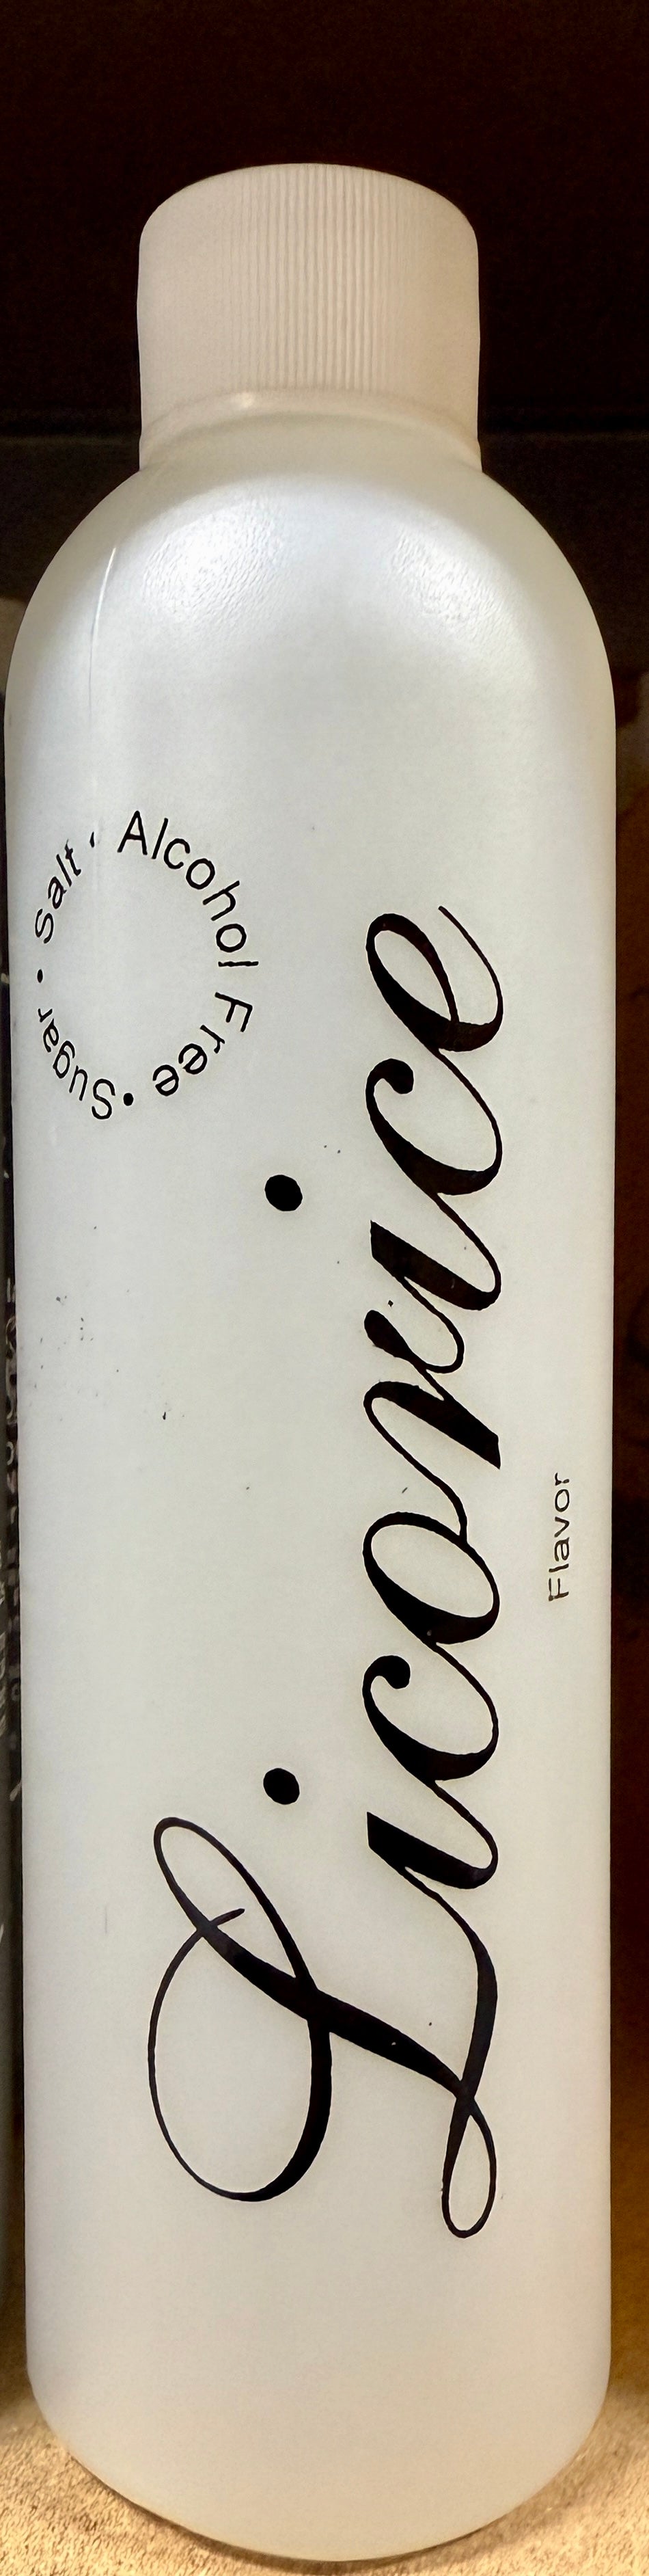 Sugar • Salt • Alcohol Free •
Licorice
Flavor